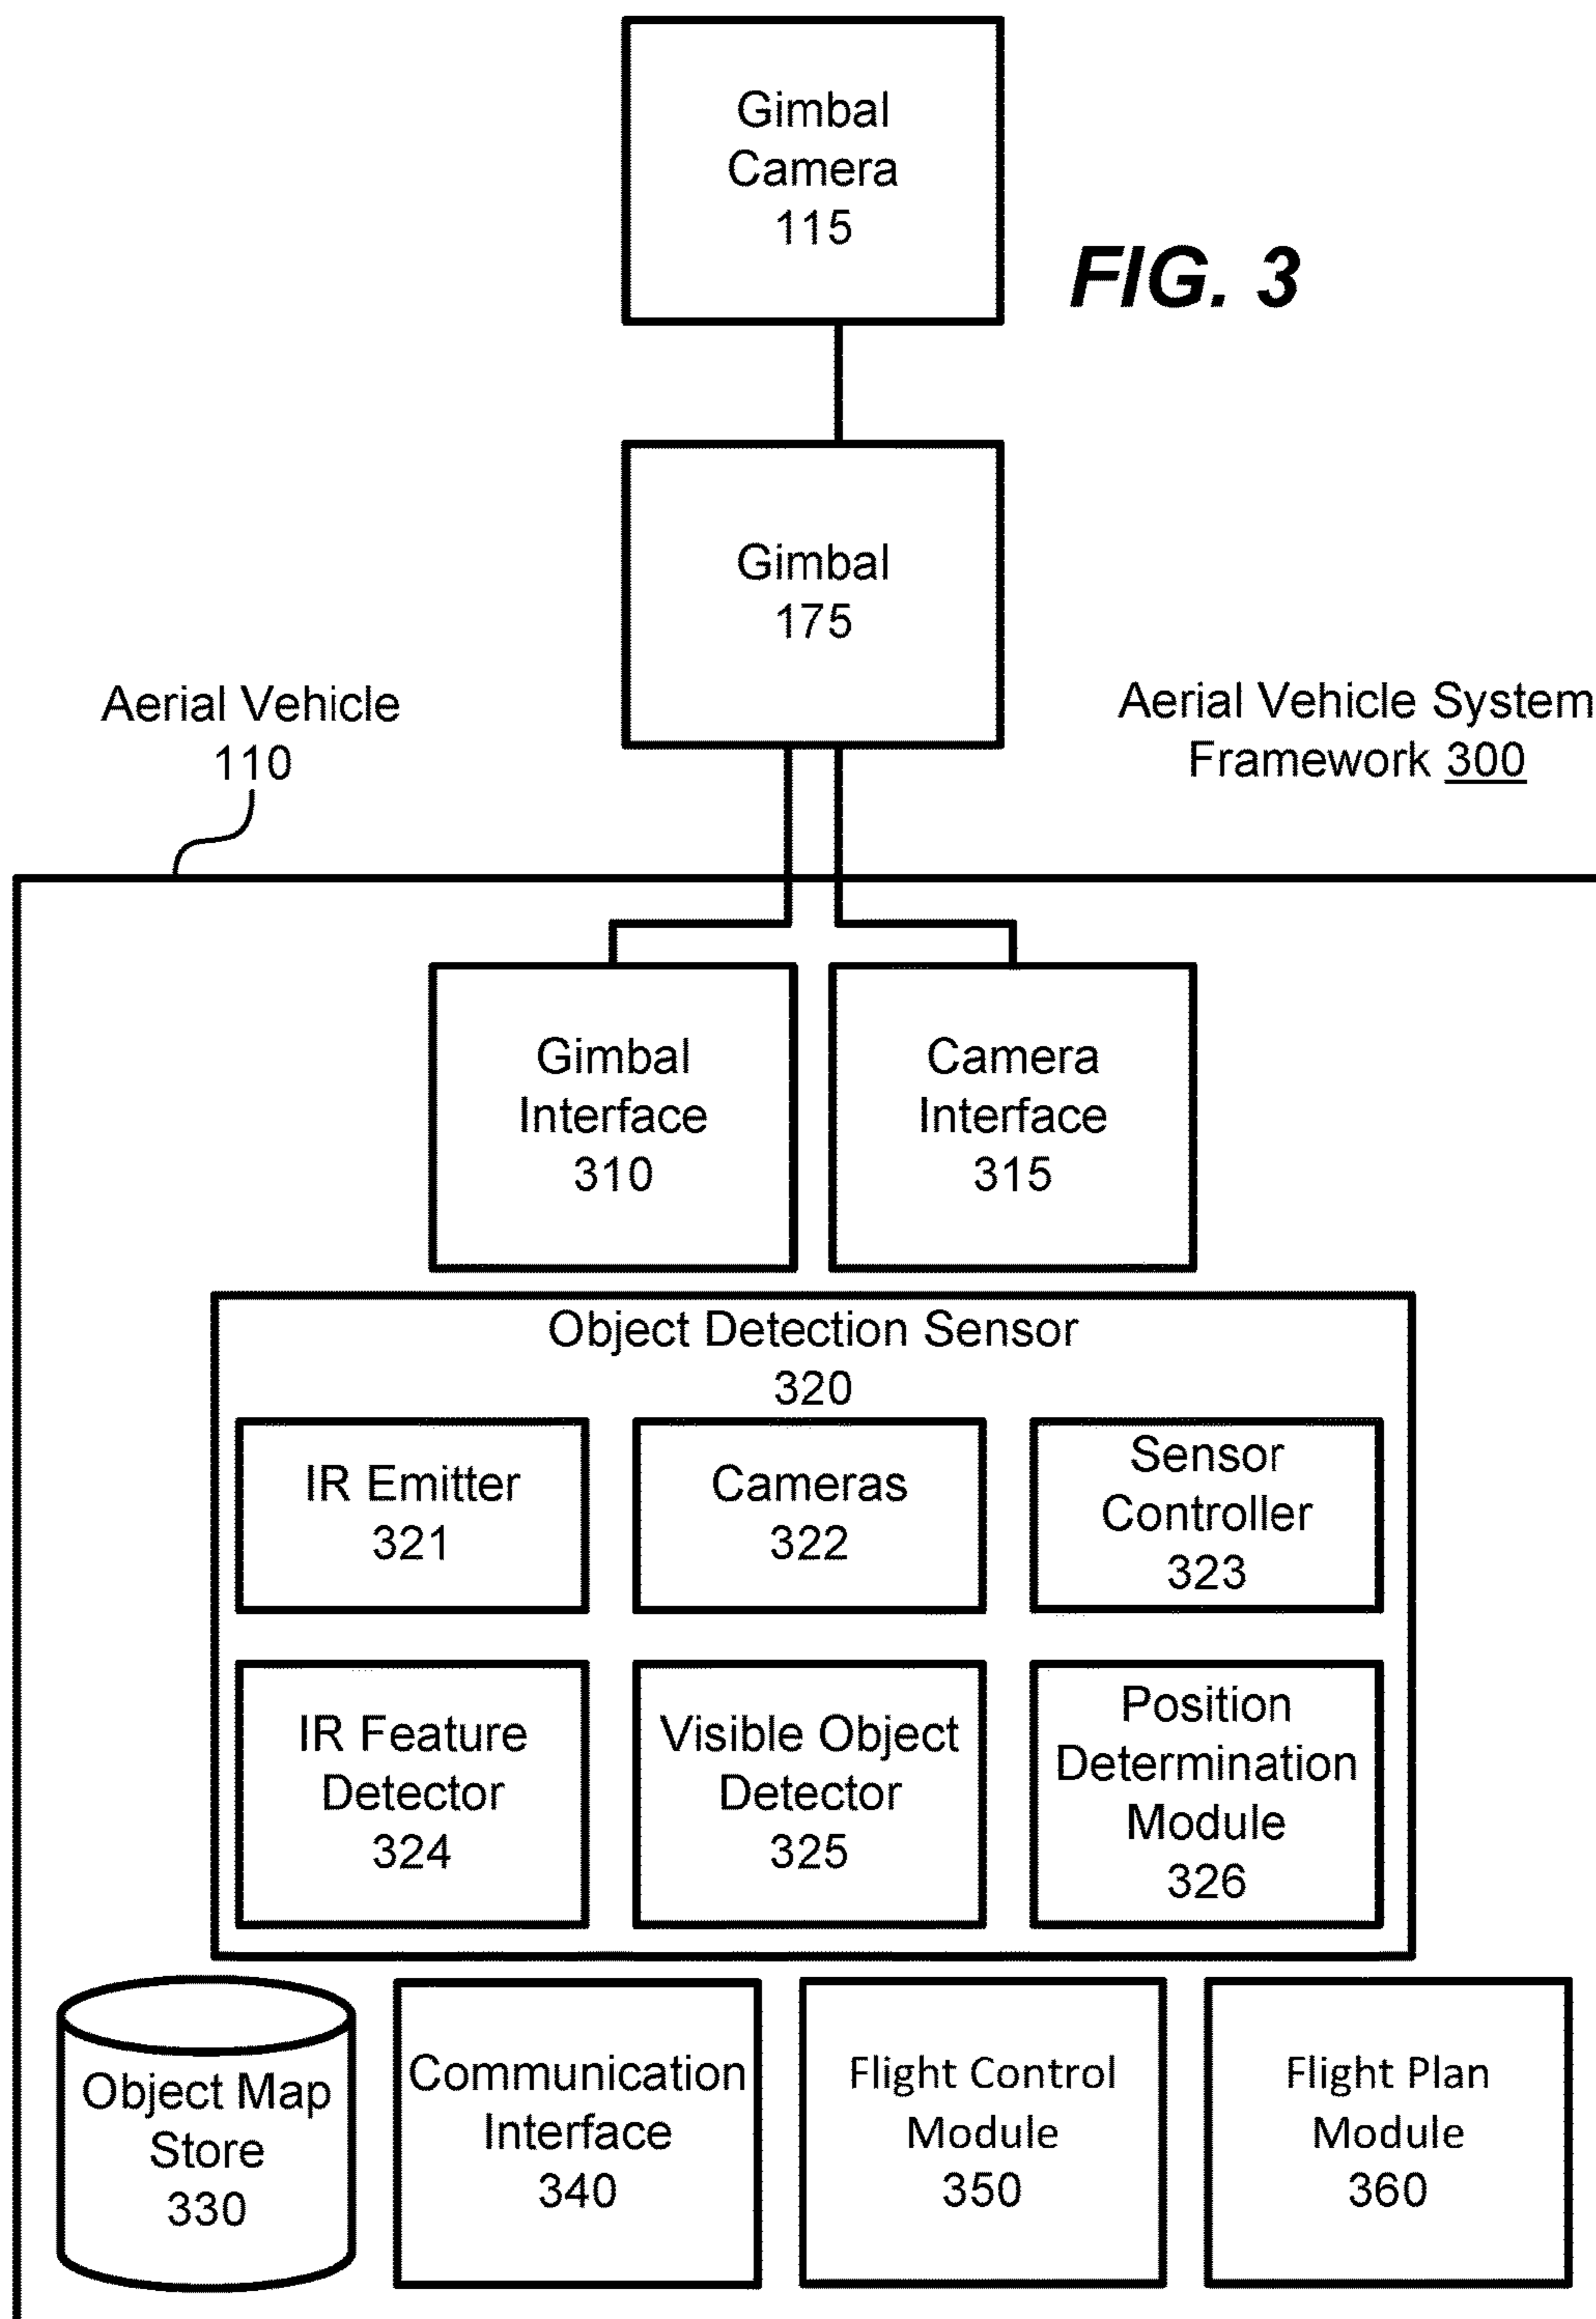 Gimbal
Camera
115
FIG. 3
Gimbal
175
Aerial Vehicle
110
Aerial Vehicle System
Framework 300
Gimbal
Interface
310
Camera
Interface
315
Object Detection Sensor
320
IR Emitter
321
Cameras
322
Sensor
Controller
323
IR Feature
Detector
324
Visible Object
Detector
325
Position
Determination
Module
326
Object Map
Store
330
Communication
Interface
340
Flight Control
Module
350
Flight Plan
Module
360